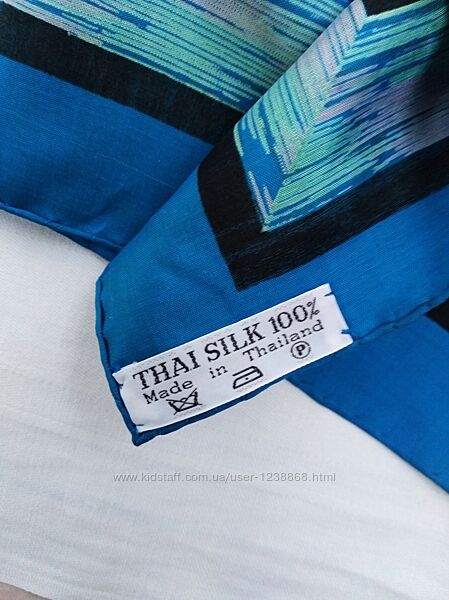 THAI SILK 100%
Made in Thailand
P
www.kidstaff.com.ua/user-1238868.html